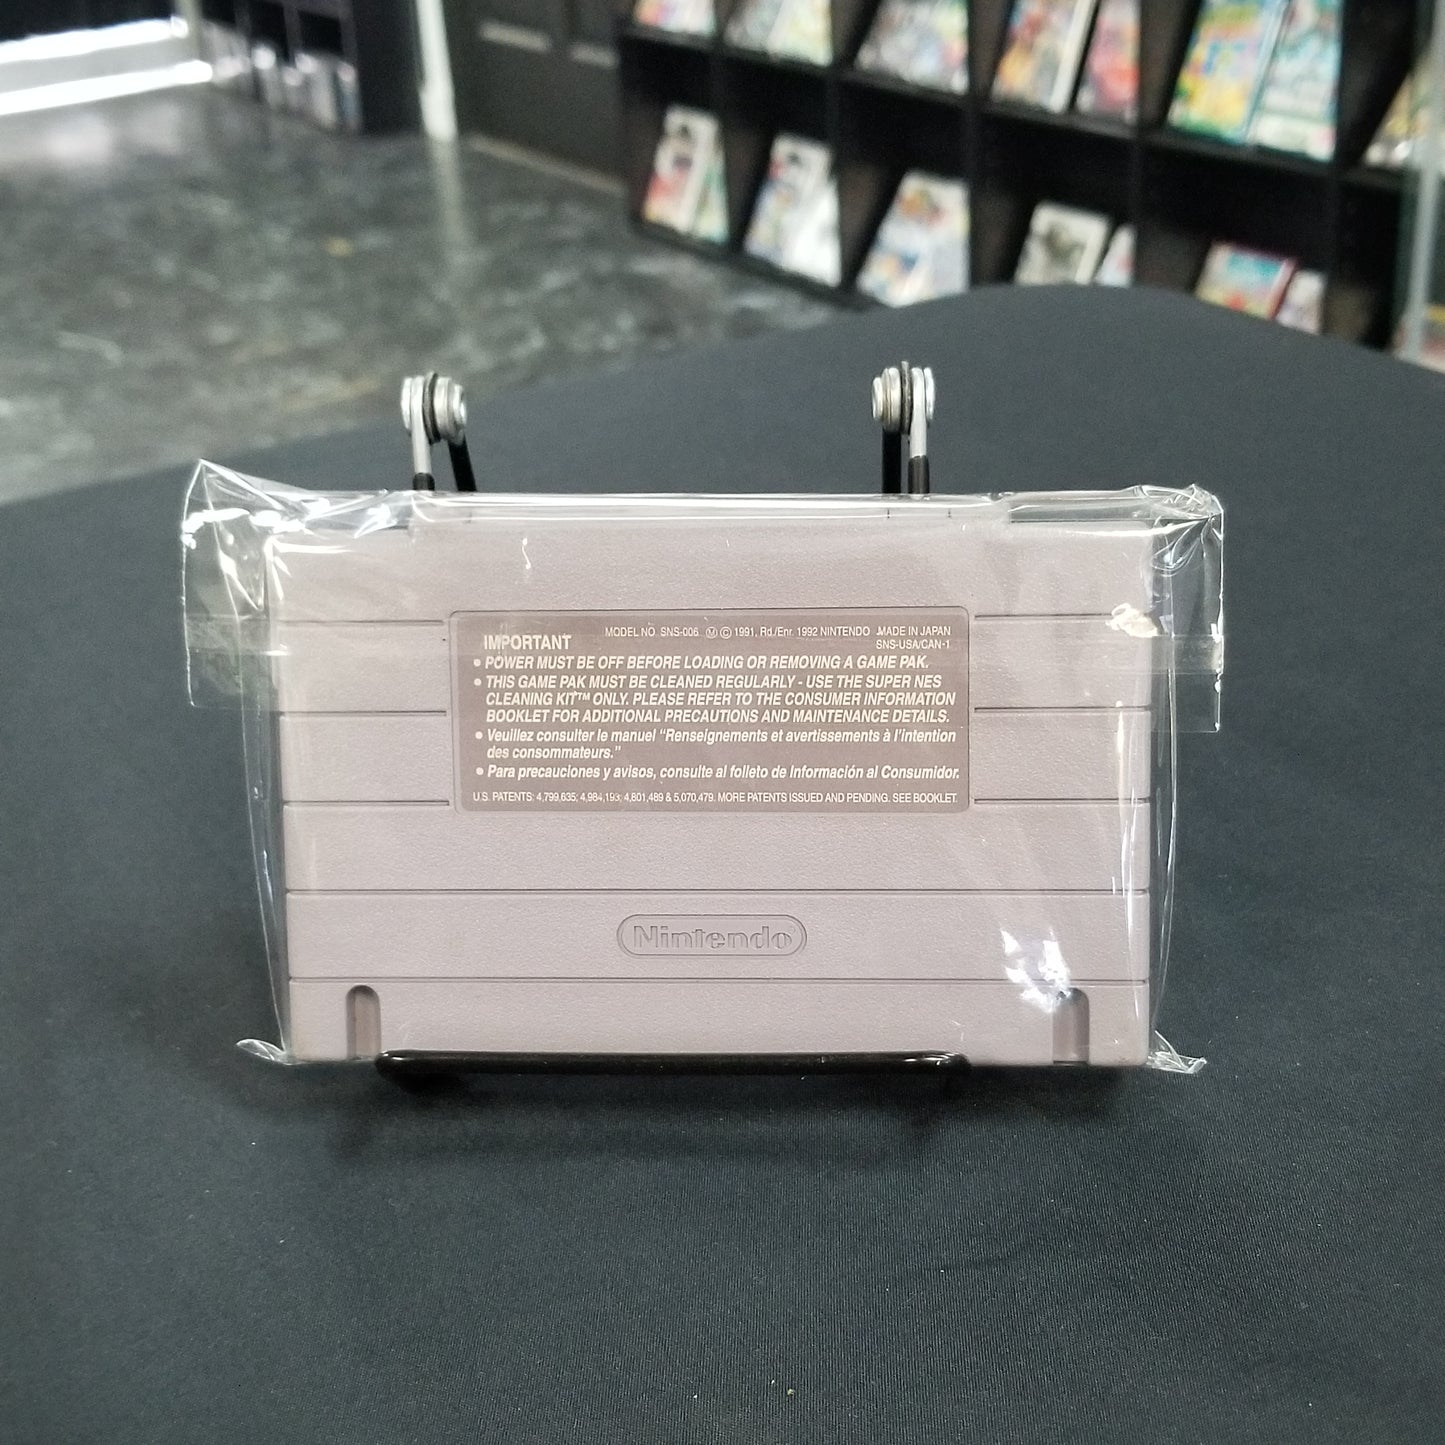 IMPORTANT
MODEL NO. SNS-006 Ⓜ © 1991, Rd./Enr. 1992 NINTENDO MADE IN JAPAN
SNS-USA/CAN-1
• POWER MUST BE OFF BEFORE LOADING OR REMOVING A GAME PAK.
• THIS GAME PAK MUST BE CLEANED REGULARLY - USE THE SUPER NES
CLEANING KIT™ ONLY. PLEASE REFER TO THE CONSUMER INFORMATION
BOOKLET FOR ADDITIONAL PRECAUTIONS AND MAINTENANCE DETAILS.
• Veuillez consulter le manuel "Renseignements et avertissements à l'intention
des consommateurs."
• Para precauciones y avisos, consulte al folleto de Información al Consumidor.
U.S. PATENTS: 4,799,635; 4,984,193; 4,801,489 & 5,070,479. MORE PATENTS ISSUED AND PENDING. SEE BOOKLET.
Nintendo